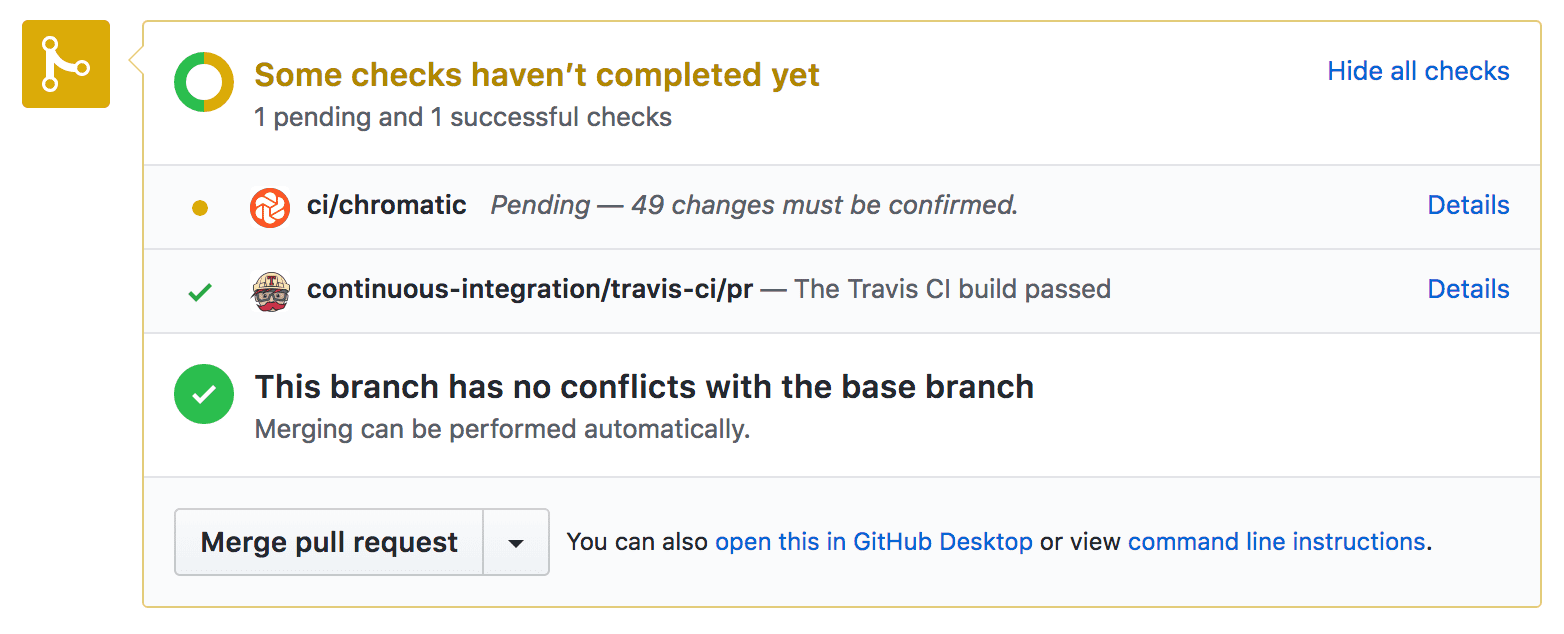 Some checks haven’t completed yet
Hide all checks
1 pending and 1 successful checks
ci/chromatic Pending — 49 changes must be confirmed.
Details
continuous-integration/travis-ci/pr — The Travis CI build passed
Details
This branch has no conflicts with the base branch
Merging can be performed automatically.
Merge pull request
You can also open this in GitHub Desktop or view command line instructions.